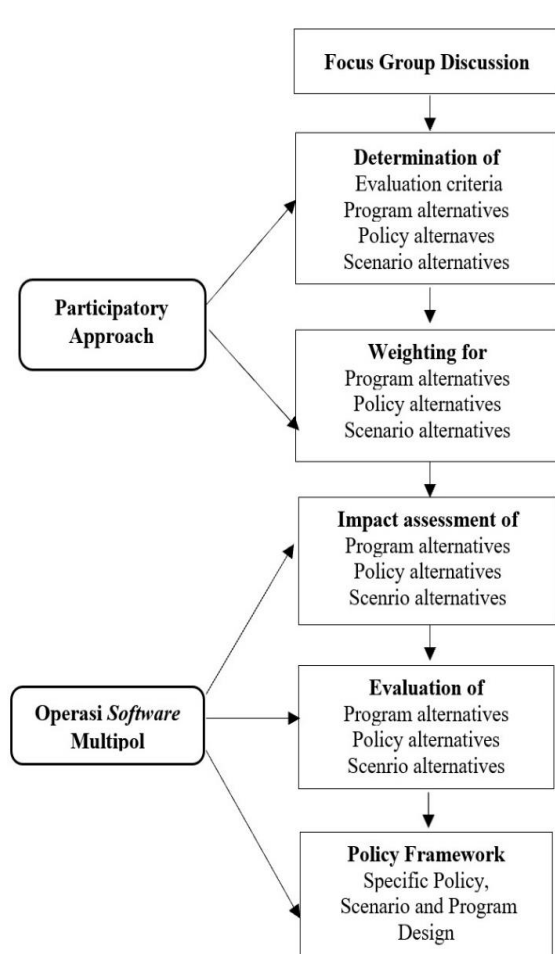 Focus Group Discussion
Determination of
Evaluation criteria
Program alternatives
Policy alternaves
Scenario alternatives
Participatory
Approach
Weighting for
Program alternatives
Policy alternatives
Scenario alternatives
Impact assessment of
Program alternatives
Policy alternatives
Scenrio alternatives
Operasi Software
Multipol
Evaluation of
Program alternatives
Policy alternatives
Scenrio alternatives
Policy Framework
Specific Policy,
Scenario and Program
Design